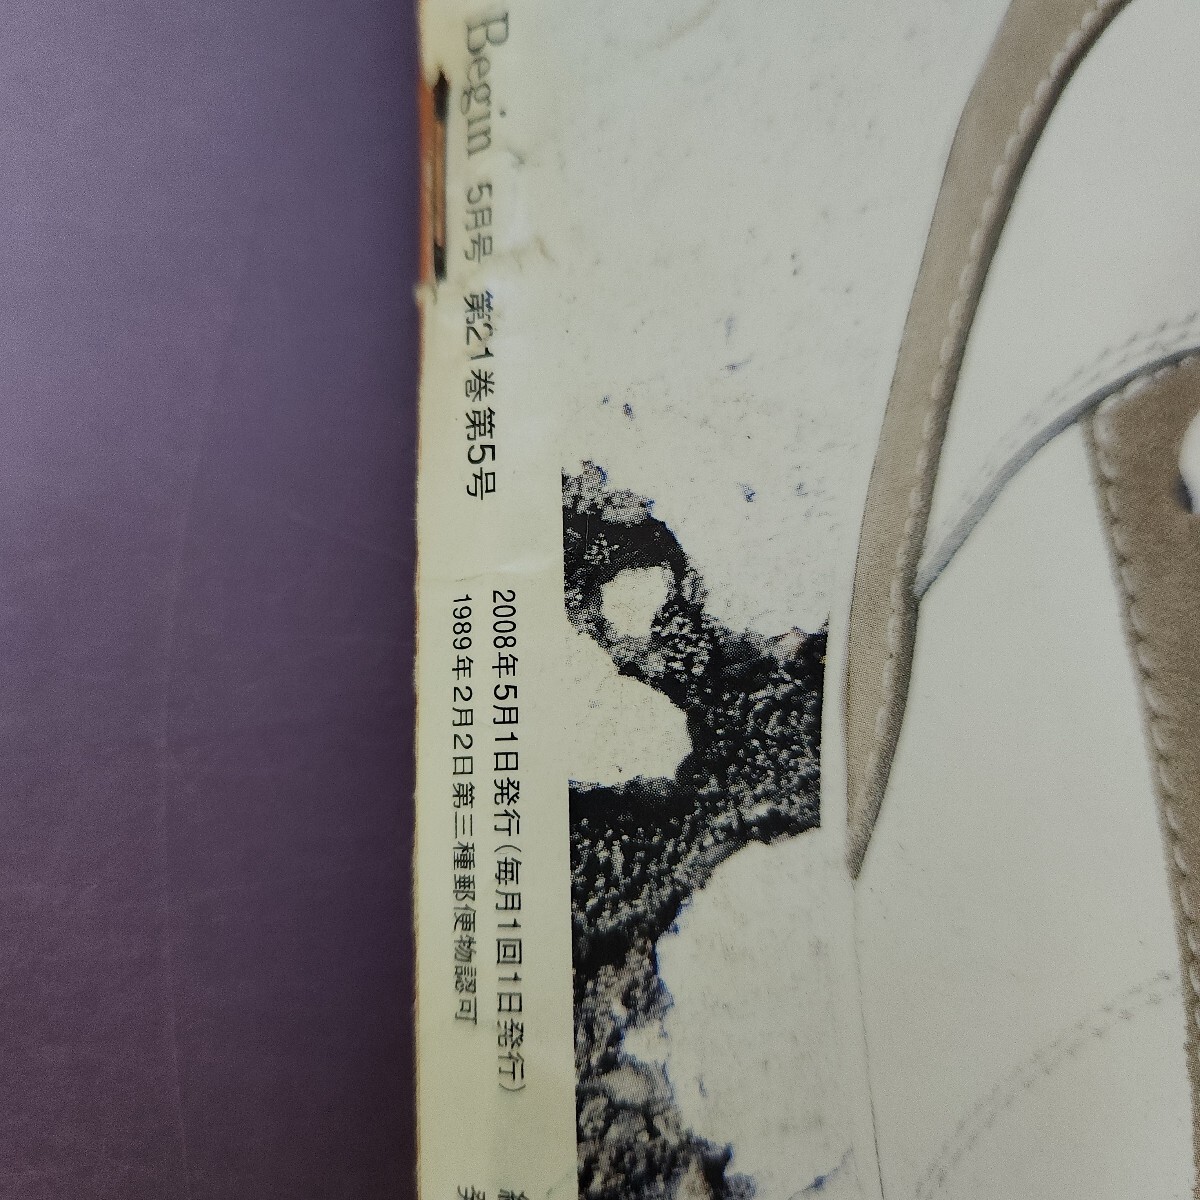 Begin 5月号 第21巻第5号
2008年5月1日発行（毎月1回1日発行）
1989年2月2日第三種郵便物認可